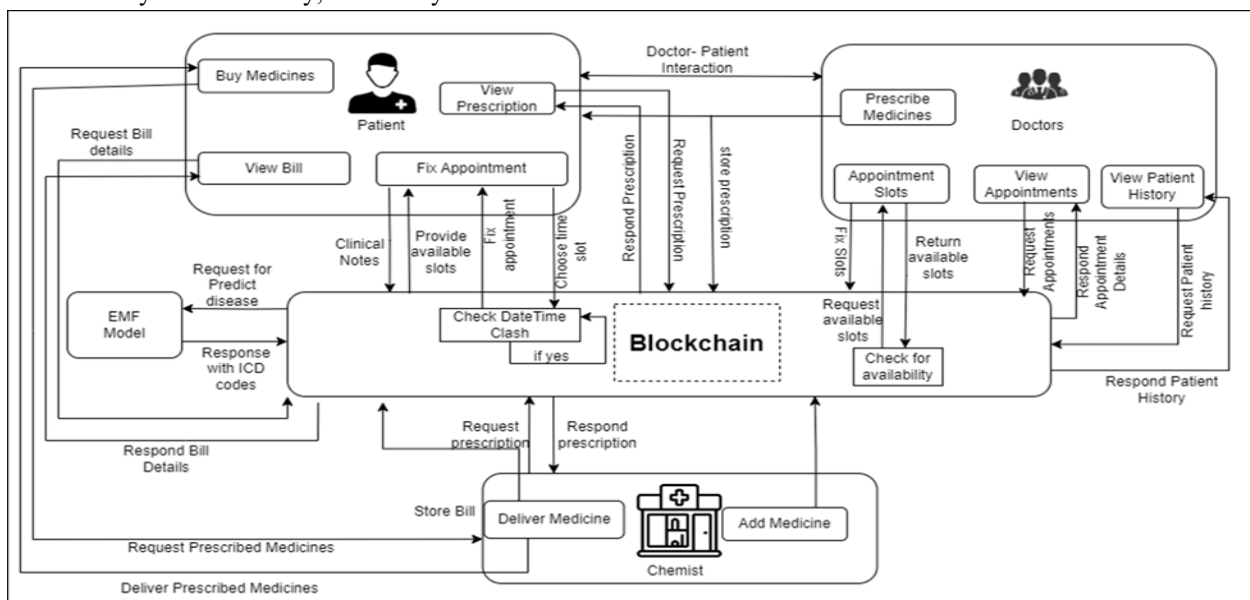 Buy Medicines
Patient
View
Prescription
View Bill
Fix Appointment
Doctor- Patient
Interaction
Prescribe
Medicines
Doctors
Appointment
Slots
View
Appointments
View Patient
History
Request Bill
details
Clinical
Notes
Provide
available
slots
Fix
appointment
Choose time
slot
Respond Prescription
Request Prescription
store prescription
Fix Slots
Return
available
slots
Request
Appointments
Respond
Appointment
Details
Request Patient
history
Request for
Predict
disease
EMF
Model
Response
with ICD
codes
Check DateTime
Clash
if yes
Blockchain
Request
available
slots
Check for
availability
Respond Patient
History
Respond Bill
Details
Request
prescription
Respond
prescription
Store Bill
Deliver Medicine
Add Medicine
Chemist
Request Prescribed Medicines
Deliver Prescribed Medicines